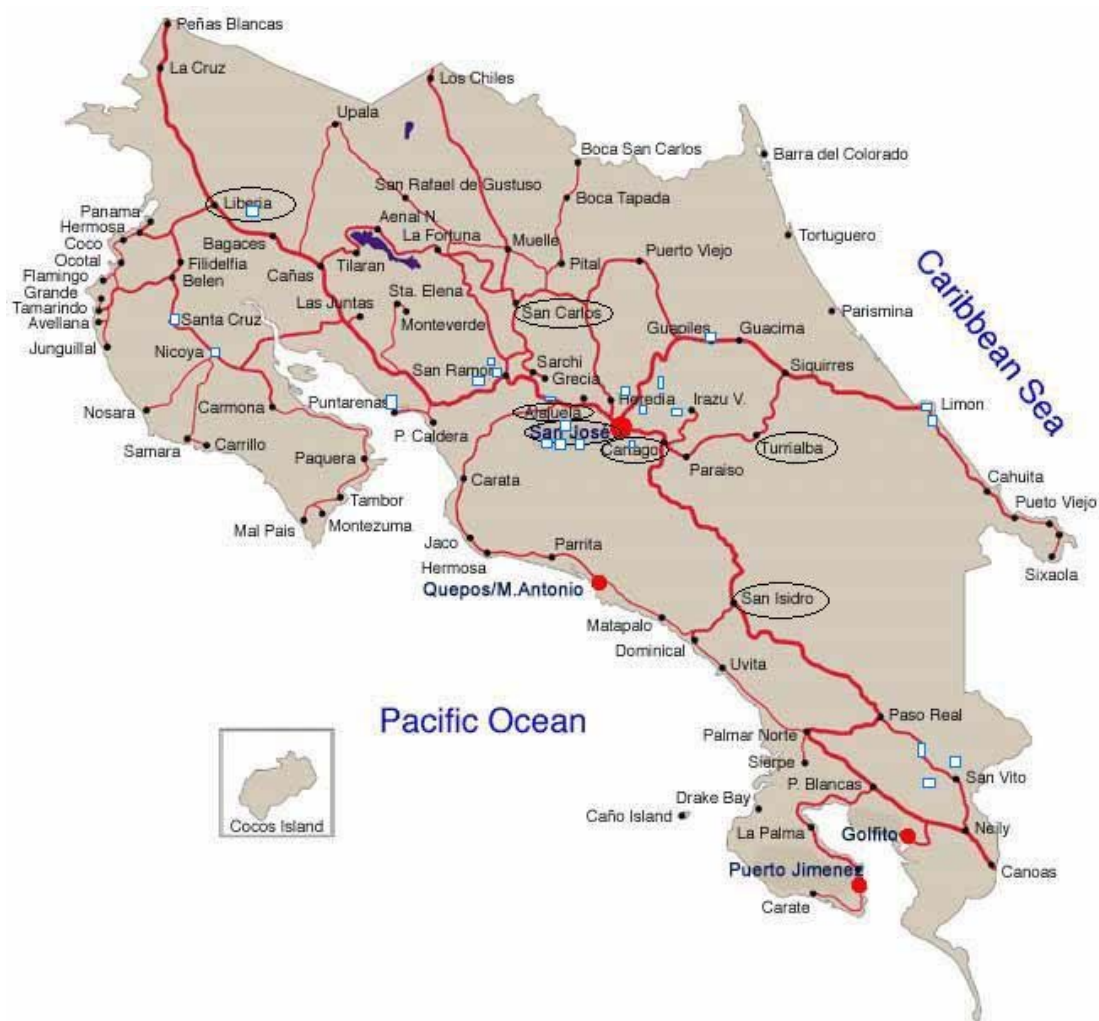 Peñas Blancas
La Cruz
Los Chiles
Upala
Boca San Carlos
Barra del Colorado
San Rafael de Gustuso
Boca Tapada
Liberia
Panama
Hermosa
Aenal N.
Tortuguero
Coco
Bagaces
La Fortuna
Muelle
Puerto Viejo
Ocotal
Filidelfia
Tilaran
Pital
Flamingo
Cañas
Belen
Grande
Las Juntas
Sta. Elena
Tamarindo
San Carlos
Parismina
Avellana
Santa Cruz
Monteverde
Guapiles
Guacima
Junguillal
Nicoya
Sarchi
Siquirres
San Ramon
Grecia
Caribbean Sea
Nosara
Carmona
Puntarenas
Alajuela
Heredia
Irazu V.
Limon
P. Caldera
San José
Samara
Carrillo
Cartago
Turrialba
Paquera
Paraiso
Carata
Cahuita
Tambor
Pueto Viejo
Mal Pais
Montezuma
Jaco
Parrita
Hermosa
Sixaola
Quepos/M.Antonio
San Isidro
Matapalo
Dominical
Uvita
Pacific Ocean
Paso Real
Palmar Norte
Sierpe
San Vito
P. Blancas
Drake Bay
Caño Island
Cocos Island
La Palma
Golfito
Neily
Puerto Jimenez
Canoas
Carate